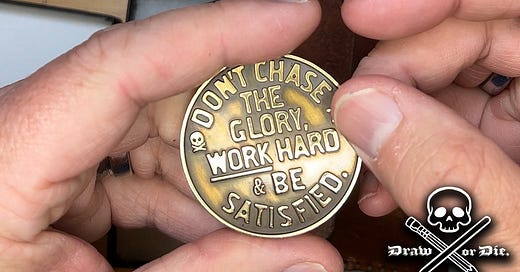 DON'T CHASE
THE
GLORY,
WORK HARD
& BE
SATISFIED.
Draw or Die.